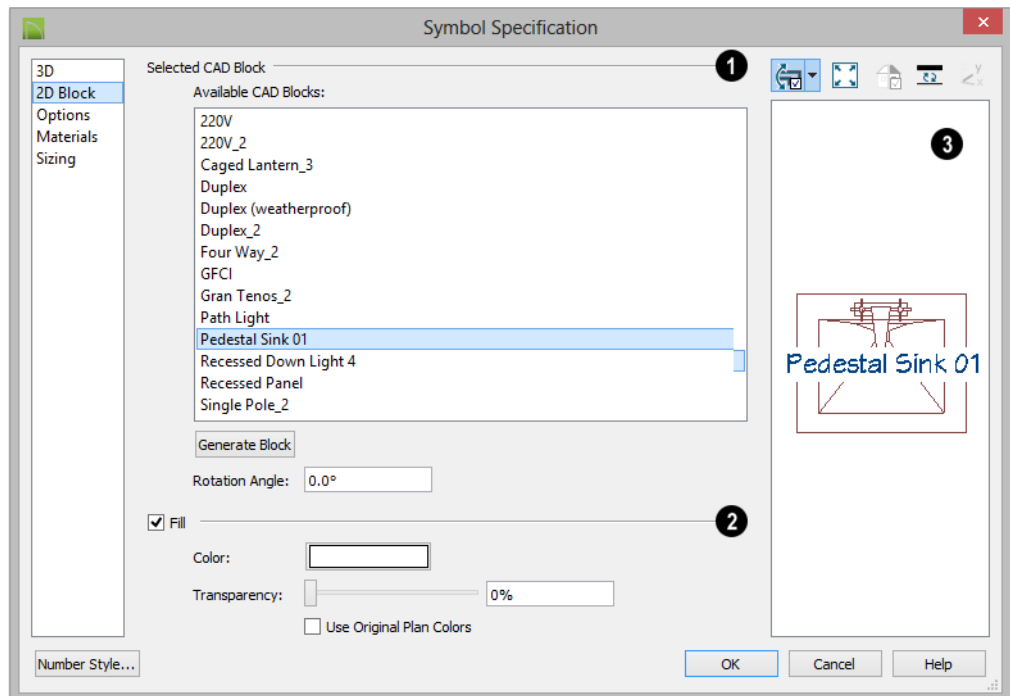 Symbol Specification
3D
2D Block
Options
Materials
Sizing
Selected CAD Block
1
Available CAD Blocks:
220V
220V_2
Caged Lantern_3
Duplex
Duplex (weatherproof)
Duplex_2
Four Way_2
GFCI
Gran Tenos_2
Path Light
Pedestal Sink 01
Recessed Down Light 4
Recessed Panel
Single Pole_2
Generate Block
Rotation Angle: 0.0°
Fill
2
Color:
Transparency: 0%
Use Original Plan Colors
y
x
3
Pedestal Sink 01
Number Style...
OK
Cancel
Help